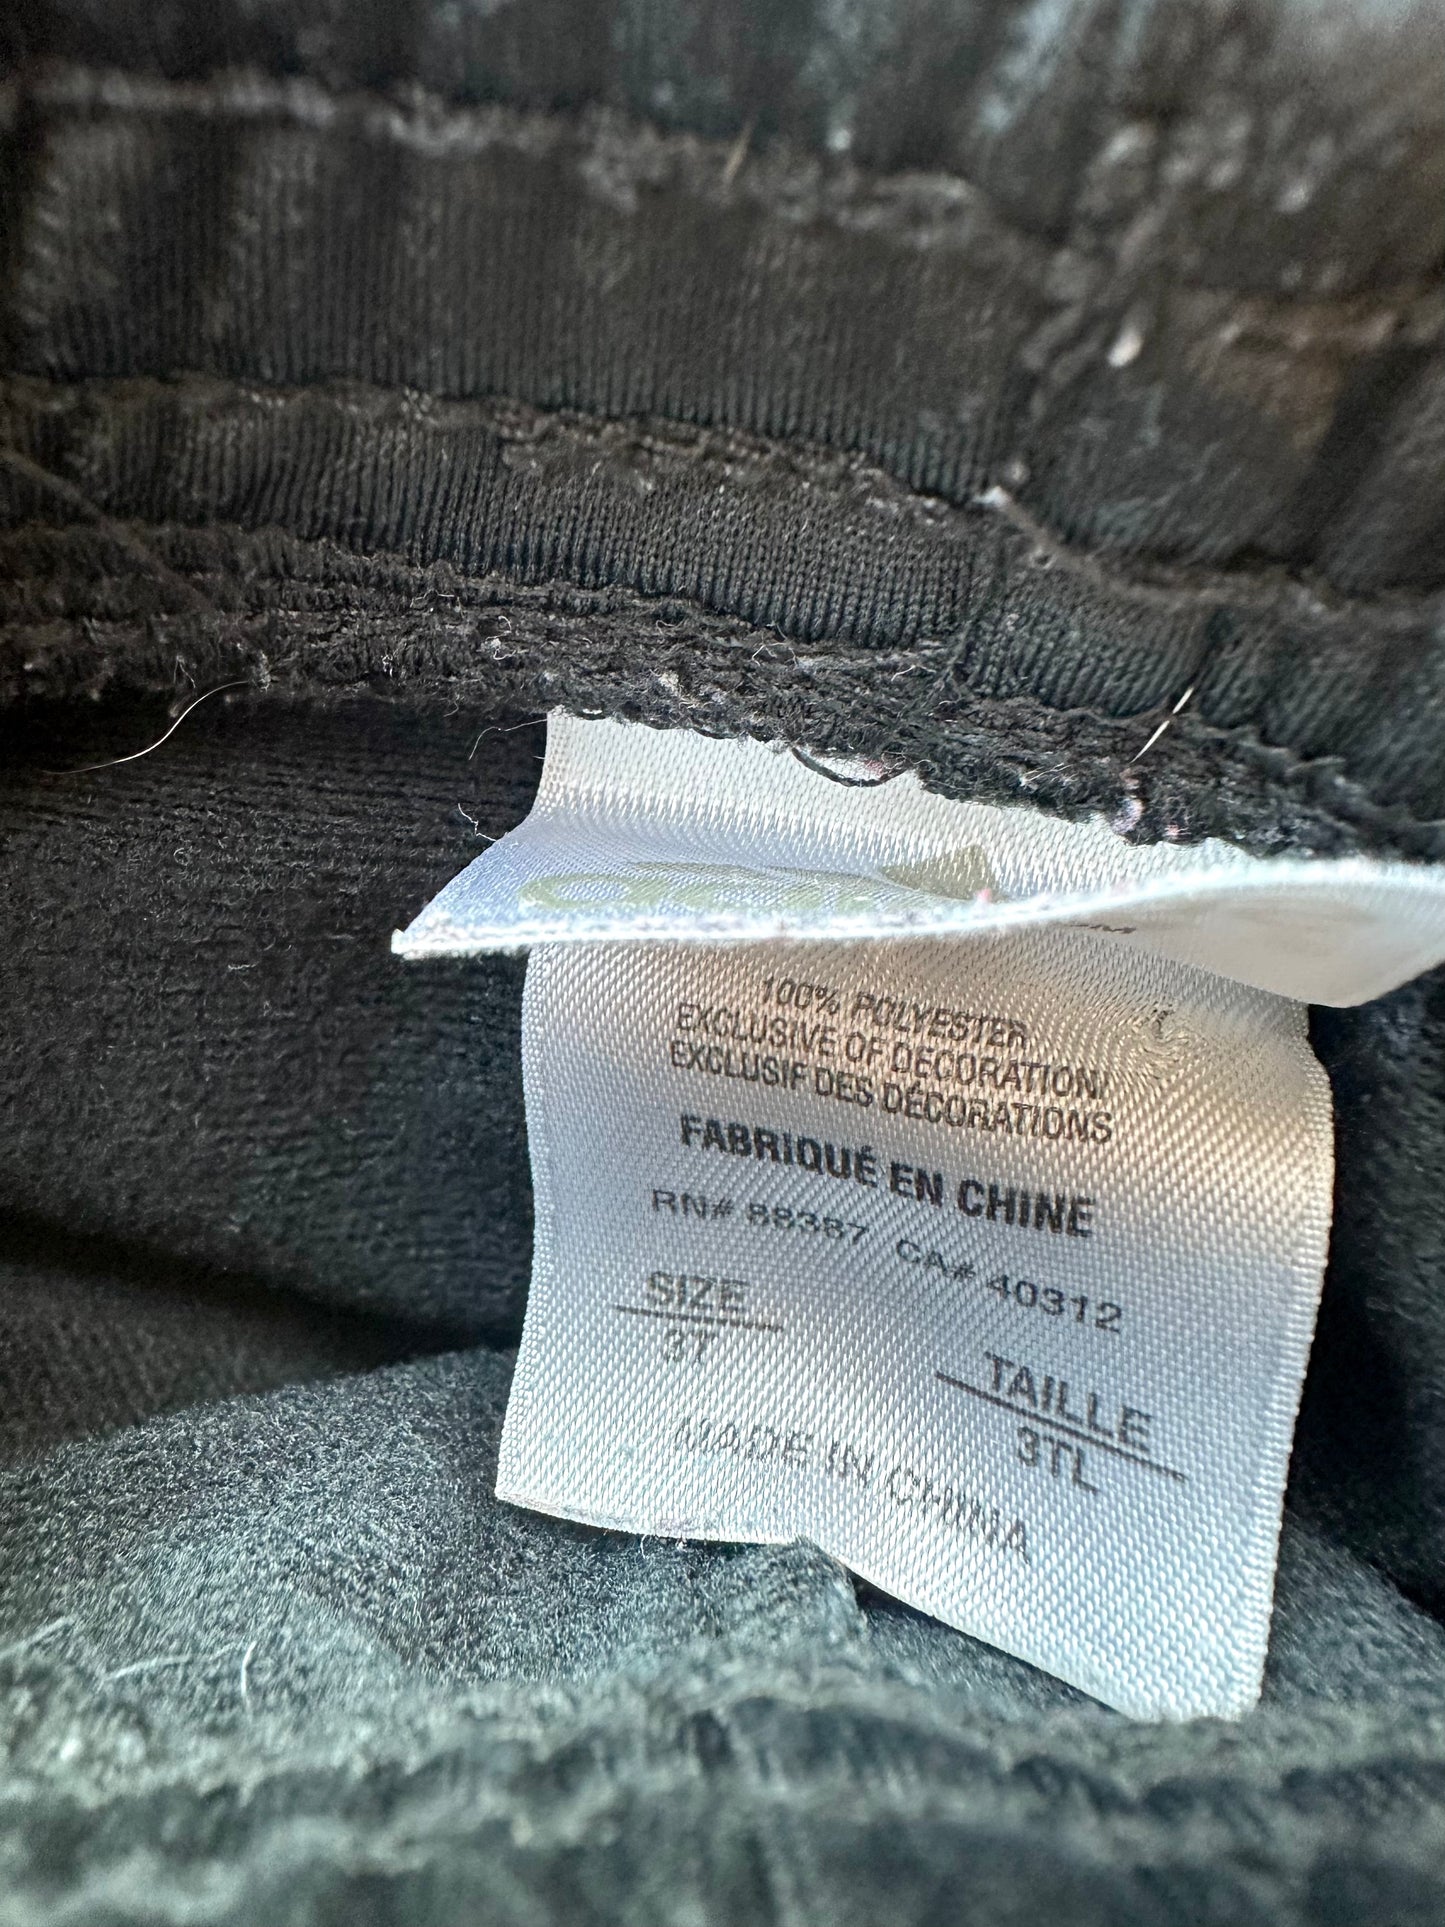 100% POLYESTER,
EXCLUSIVE OF DECORATION/
EXCLUSIF DES DÉCORATIONS
FABRIQUÉ EN CHINE
RN# 88387 CA# 40312
SIZE
3T
TAILLE
3TL
MADE IN CHINA